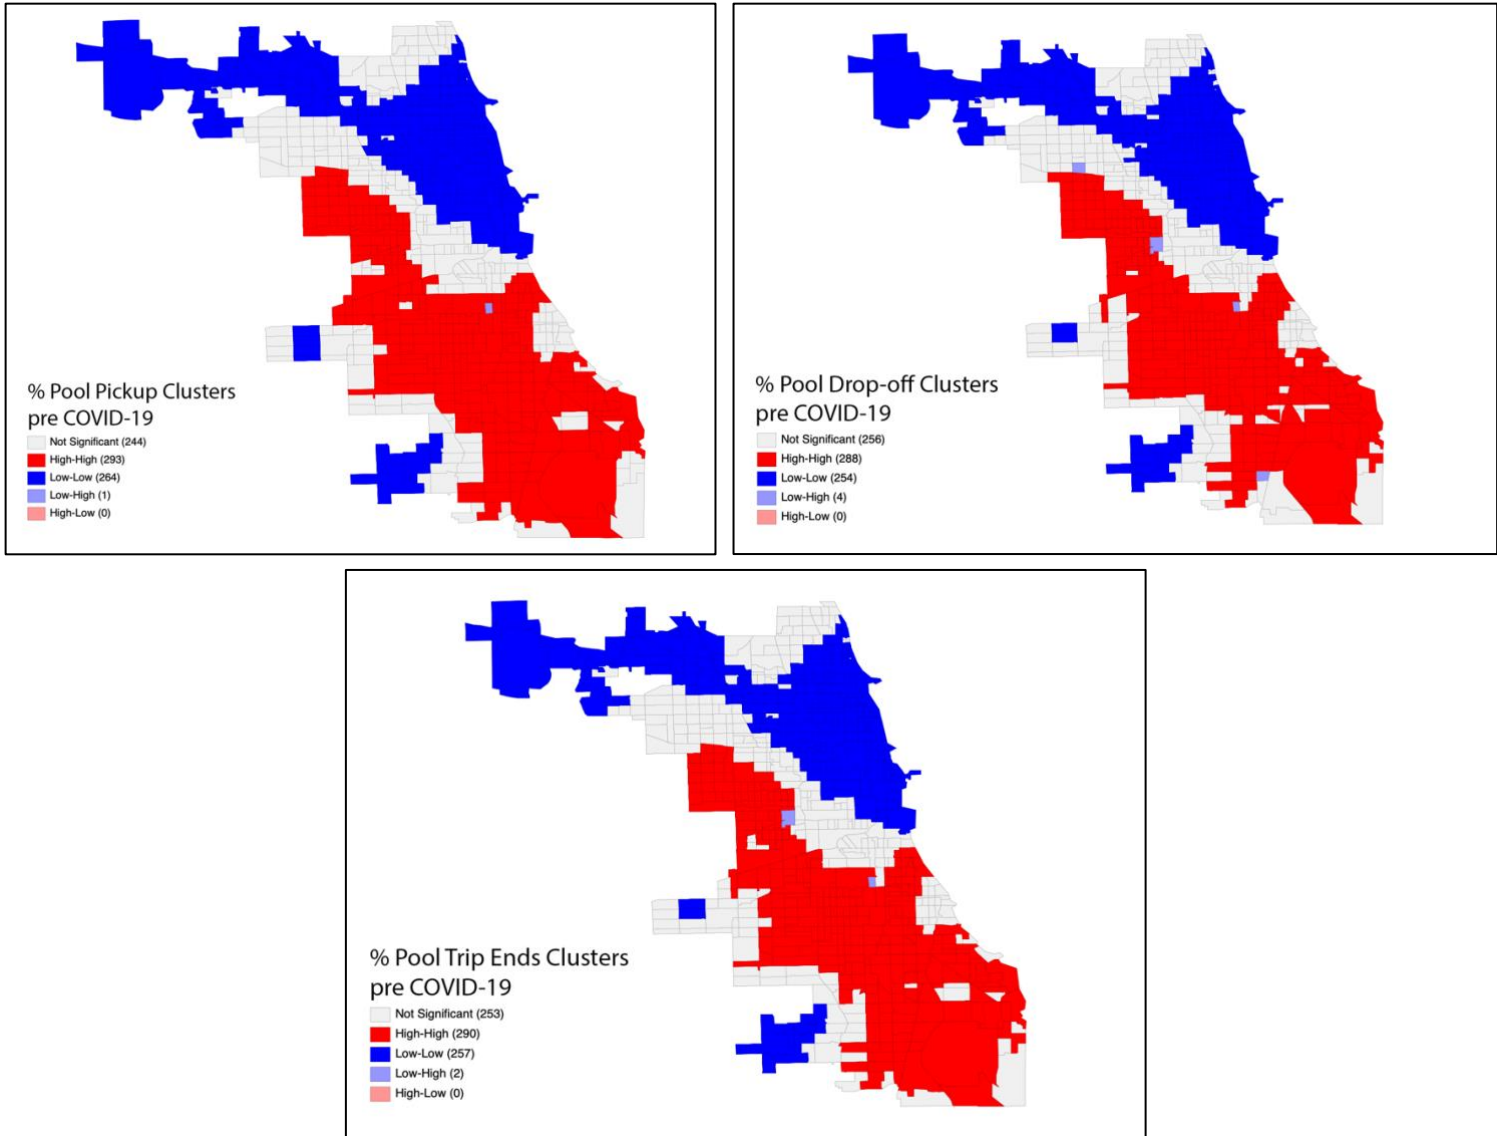 % Pool Pickup Clusters
pre COVID-19
Not Significant (244)
High-High (293)
Low-Low (264)
Low-High (1)
High-Low (0)
% Pool Drop-off Clusters
pre COVID-19
Not Significant (256)
High-High (288)
Low-Low (254)
Low-High (4)
High-Low (0)
% Pool Trip Ends Clusters
pre COVID-19
Not Significant (253)
High-High (290)
Low-Low (257)
Low-High (2)
High-Low (0)